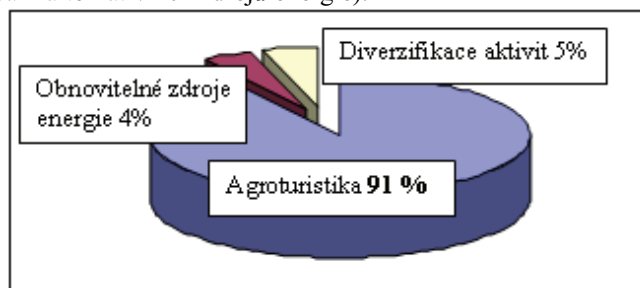 Diverzifikace aktivit 5%
Obnovitelné zdroje
energie 4%
Agroturistika 91 %